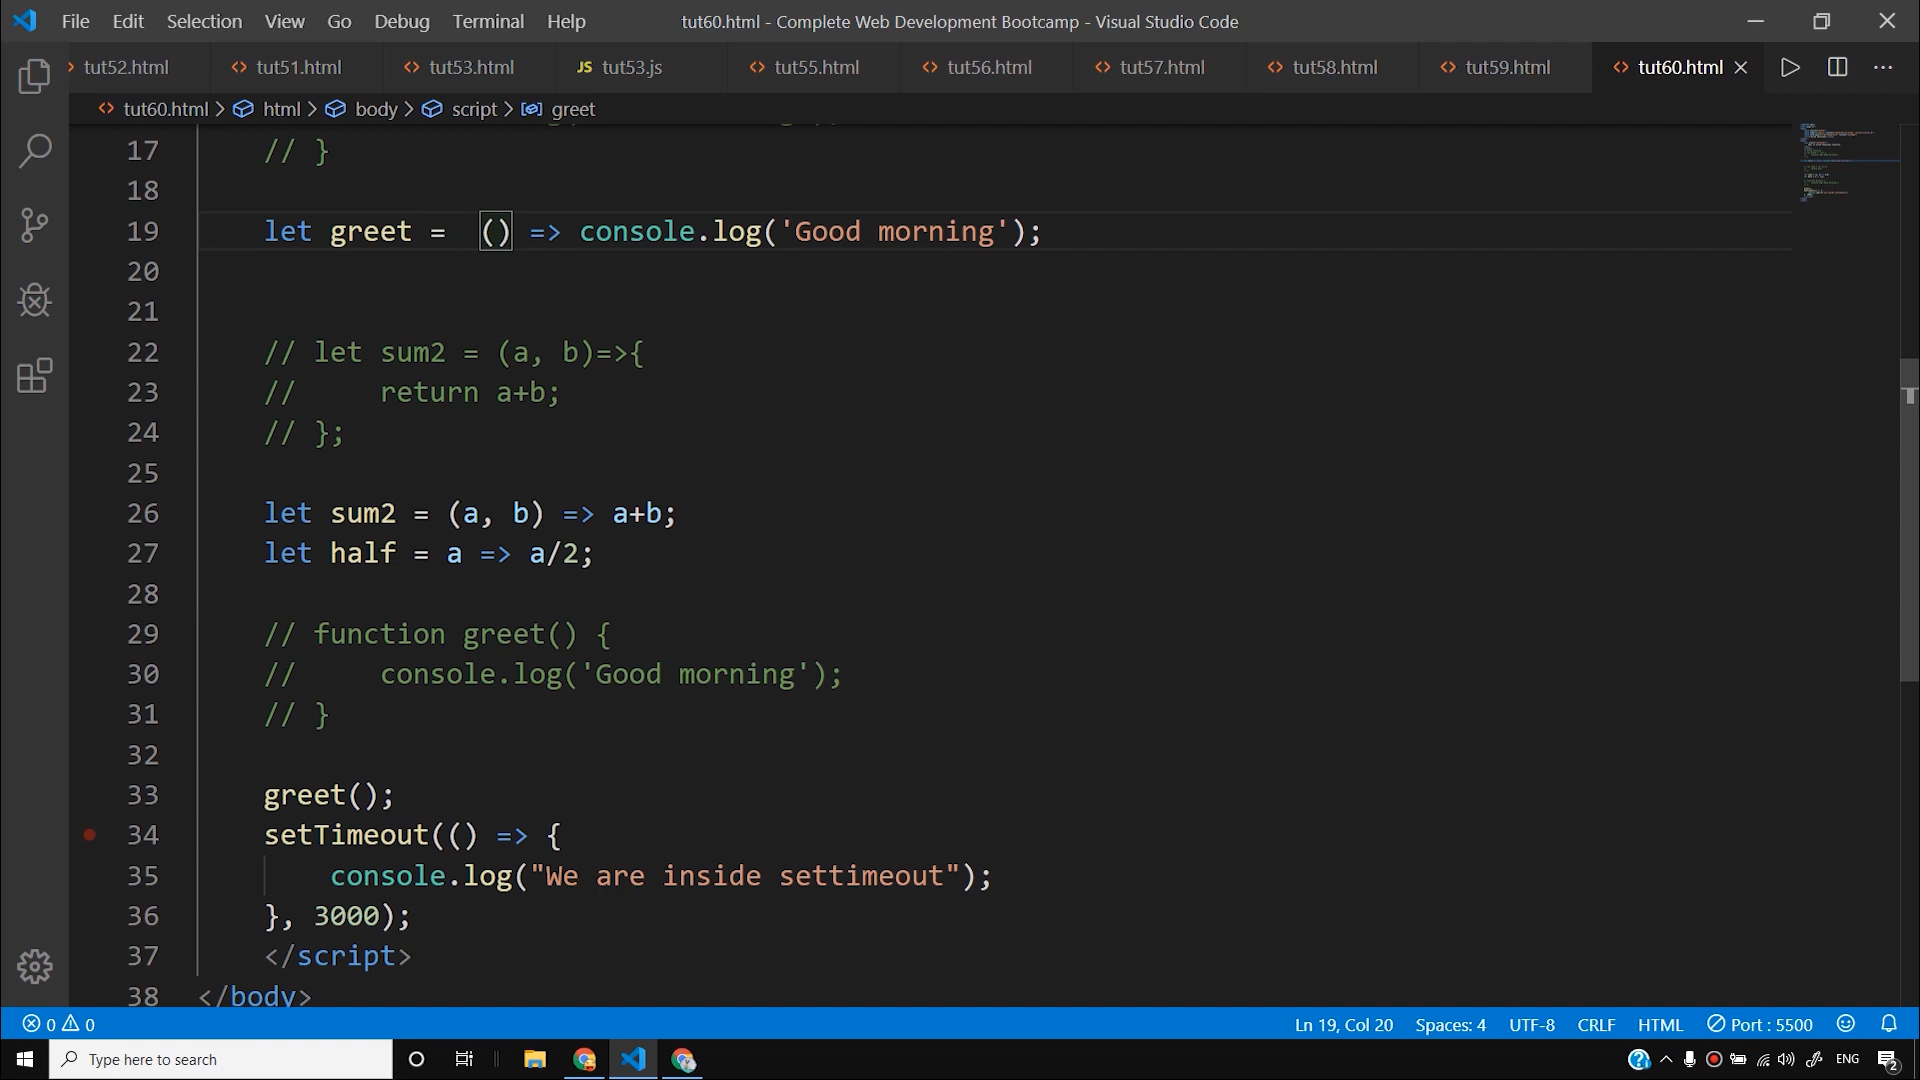 File Edit Selection View Go Debug Terminal Help tut60.html - Complete Web Development Bootcamp - Visual Studio Code
tut52.html tut51.html tut53.html JS tut53.js tut55.html tut56.html tut57.html tut58.html tut59.html tut60.html
tut60.html > html > body > script > greet
17 // }
18
19 let greet =  () => console.log('Good morning');
20
21
22 // let sum2 = (a, b)=>{
23 //     return a+b;
24 // };
25
26 let sum2 = (a, b) => a+b;
27 let half = a => a/2;
28
29 // function greet() {
30 //     console.log('Good morning');
31 // }
32
33 greet();
34 setTimeout(() => {
35     console.log("We are inside settimeout");
36 }, 3000);
37 </script>
38 </body>
0 0 Ln 19, Col 20 Spaces: 4 UTF-8 CRLF HTML Port : 5500
Type here to search ENG 2